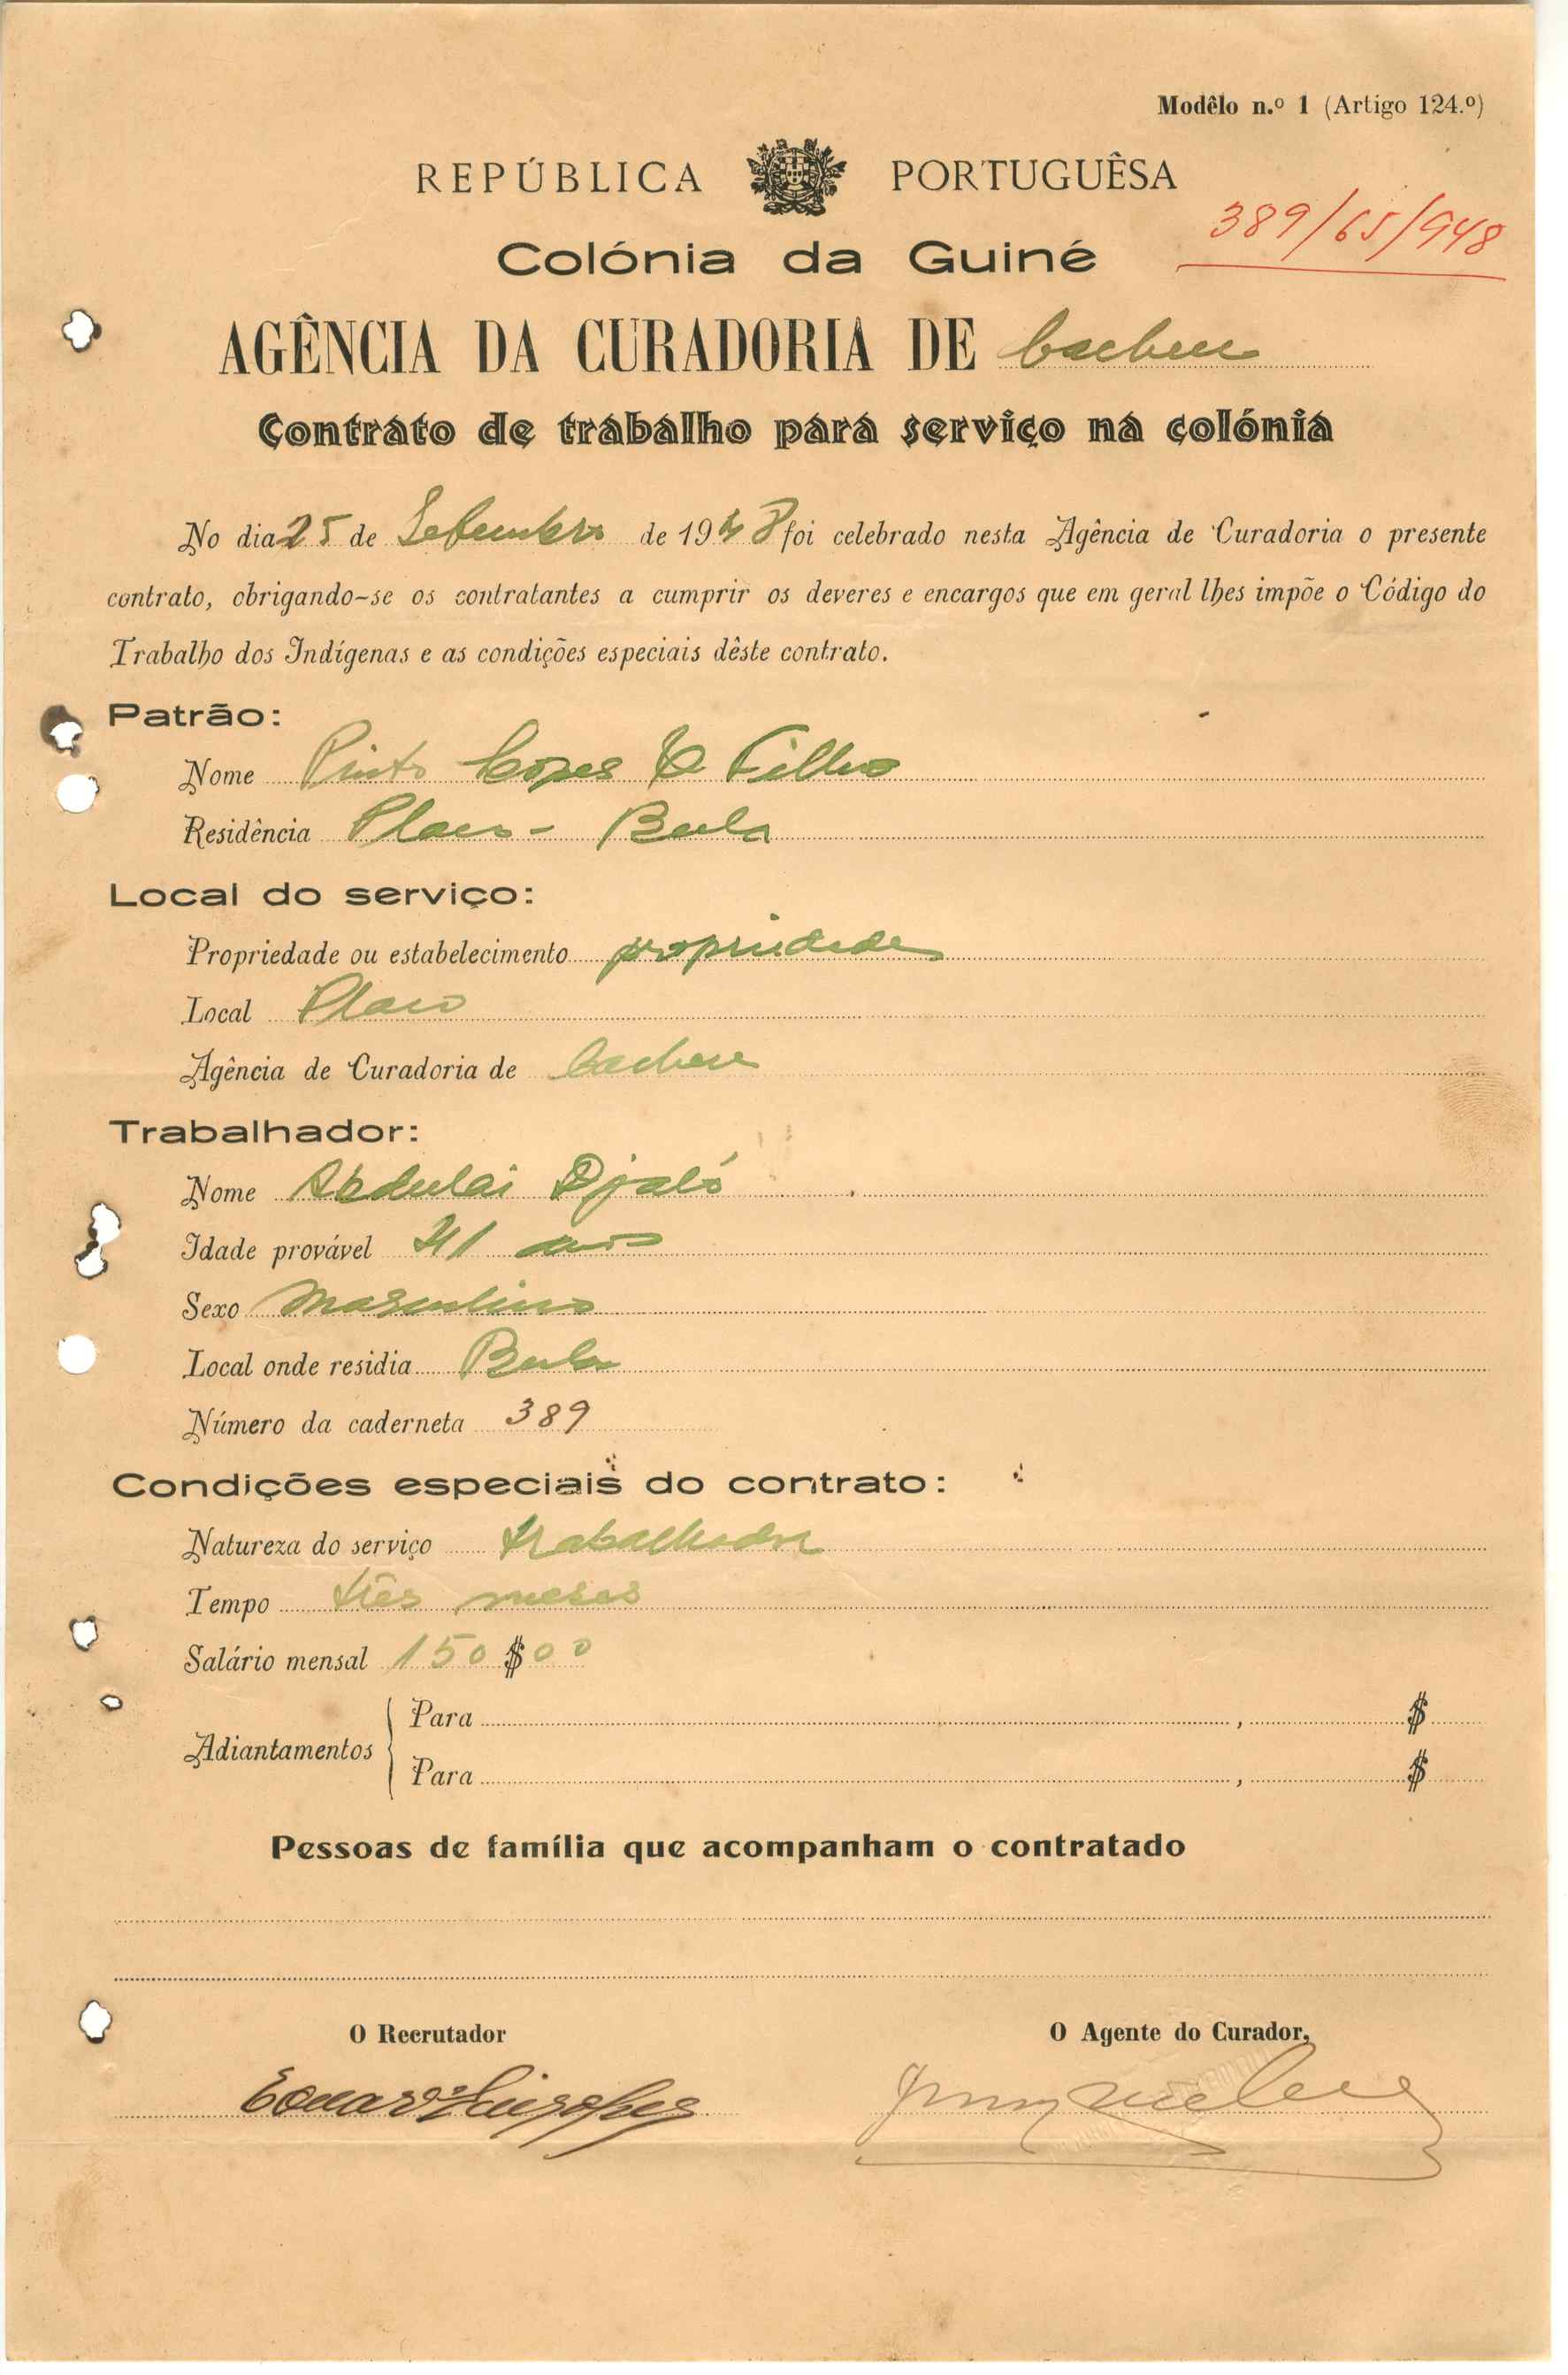 Modêlo n.º 1 (Artigo 124.º)
REPÚBLICA PORTUGUÊSA
389/65/948
Colónia da Guiné
AGÊNCIA DA CURADORIA DE Cacheu
Contrato de trabalho para serviço na colónia
No dia 25 de Setembro de 1948 foi celebrado nesta Agência de Curadoria o presente
contrato, obrigando-se os contratantes a cumprir os deveres e encargos que em geral lhes impõe o Código do
Trabalho dos Indígenas e as condições especiais dêste contrato.
Patrão:
Nome Pinto Lopes & Filho
Residência Placo - Bula
Local do serviço:
Propriedade ou estabelecimento propriedade
Local Placo
Agência de Curadoria de Cacheu
Trabalhador:
Nome Abdulai Djaló
Idade provável 41 anos
Sexo Masculino
Local onde residia Bula
Número da caderneta 389
Condições especiais do contrato:
Natureza do serviço trabalhador
Tempo três meses
Salário mensal 150$00
Adiantamentos
Para , $
Para , $
Pessoas de família que acompanham o contratado
O Recrutador O Agente do Curador,